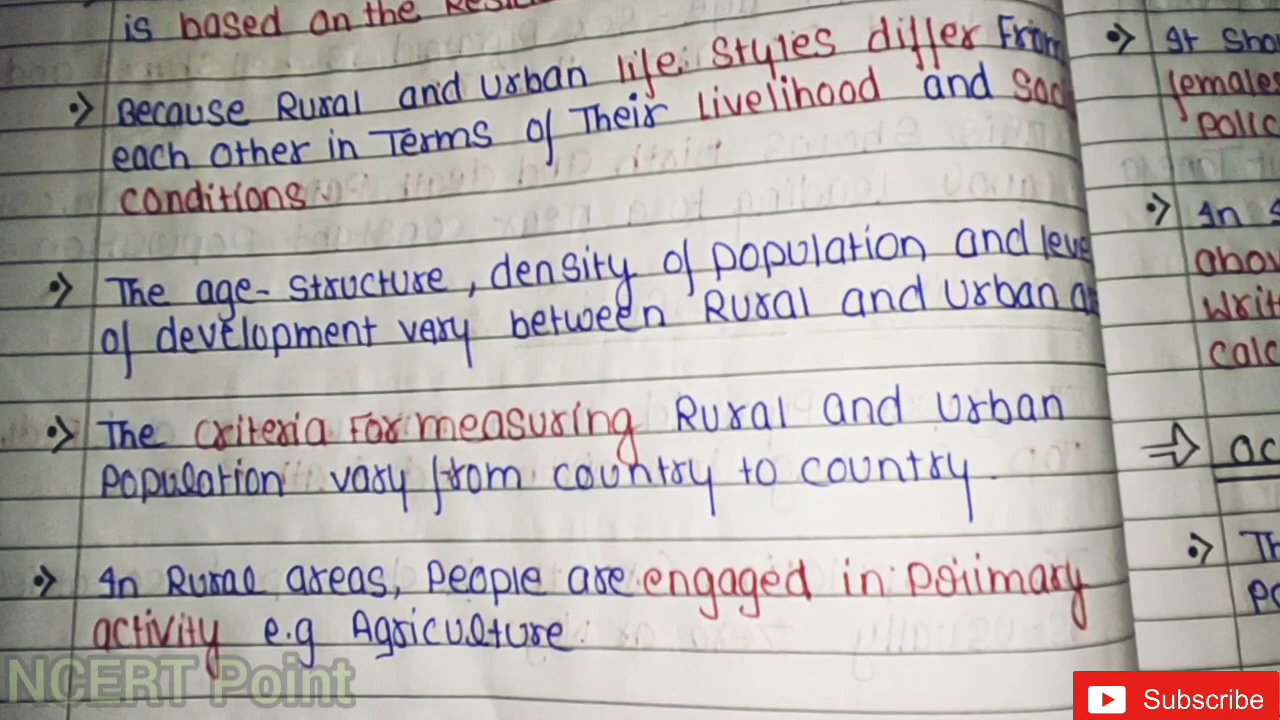 is based on the
Because Rural and urban life styles differ From
each other in Terms of Their Livelihood and
conditions
The age-structure, density of population and
of development vary between Rural and urban
The criteria For measuring Rural and urban
Population vary from country to country.
In Rural areas, People are engaged in primary
activity e.g Agriculture.
It
females
In
NCERT Point
Subscribe